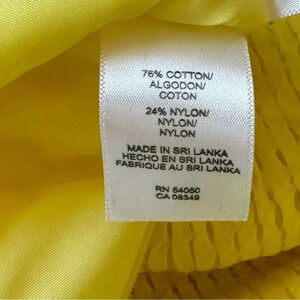 76% COTTON/
ALGODON/
COTON
24% NYLON/
NYLON/
NYLON
MADE IN SRI LANKA
HECHO EN SRI LANKA
FABRIQUE AU SRI LANKA
RN 54050
CA 08349